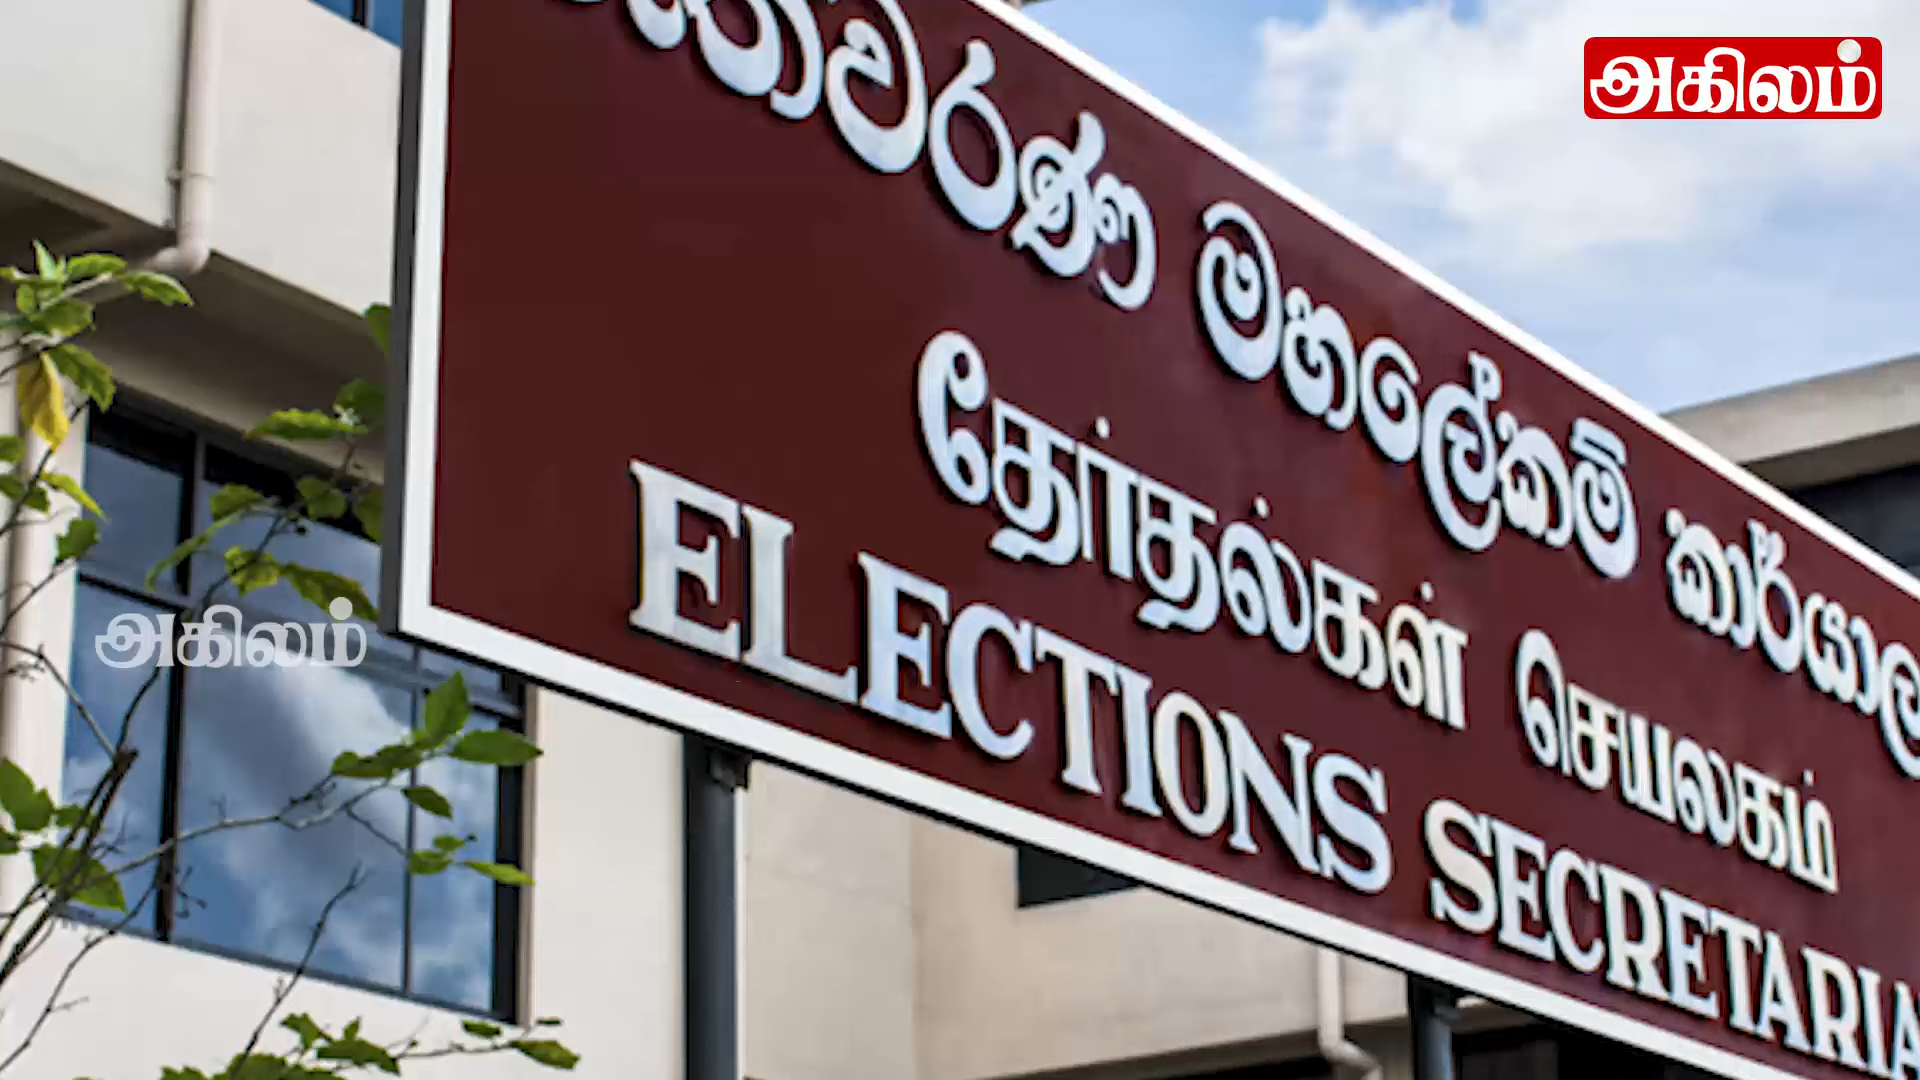 මැතිවරණ මහලේකම් කාර්යාල
தேர்தல்கள் செயலகம்
ELECTIONS SECRETARIA
அகிலம்
அகிலம்